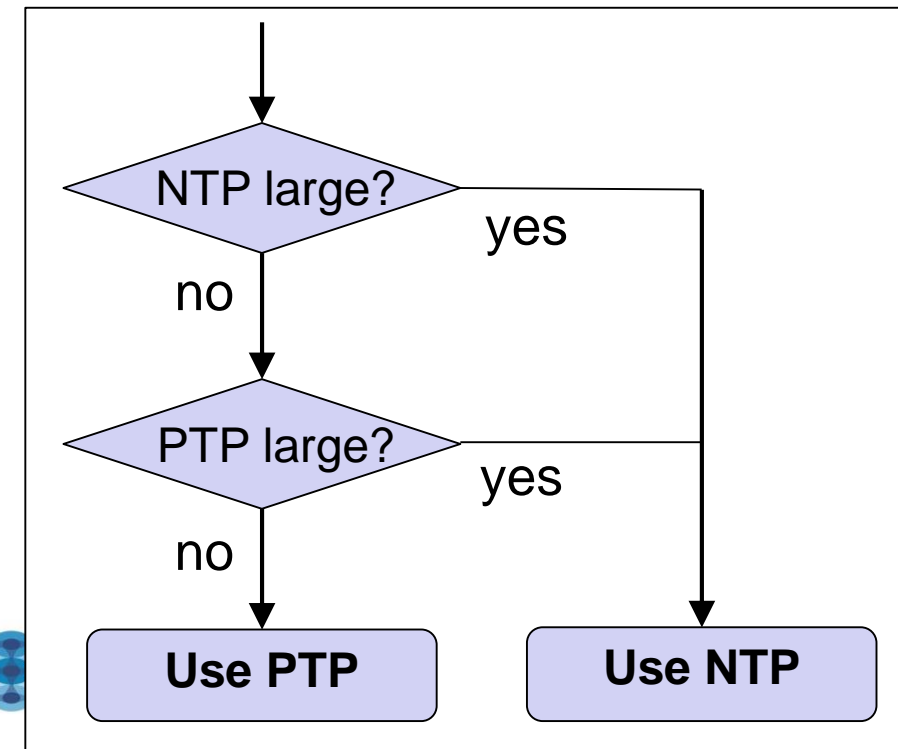 NTP large?
yes
no
PTP large?
yes
no
Use PTP
Use NTP